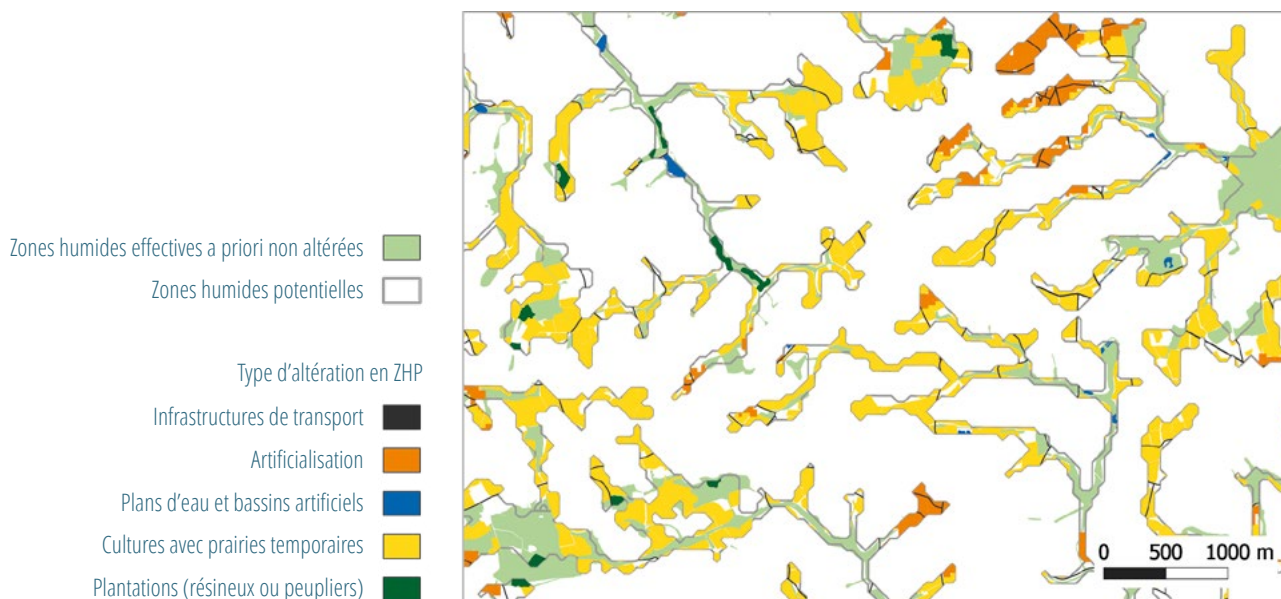 Zones humides effectives a priori non altérées
Zones humides potentielles
Type d'altération en ZHP
Infrastructures de transport
Artificialisation
Plans d'eau et bassins artificiels
Cultures avec prairies temporaires
Plantations (résineux ou peupliers)
0 500 1000 m